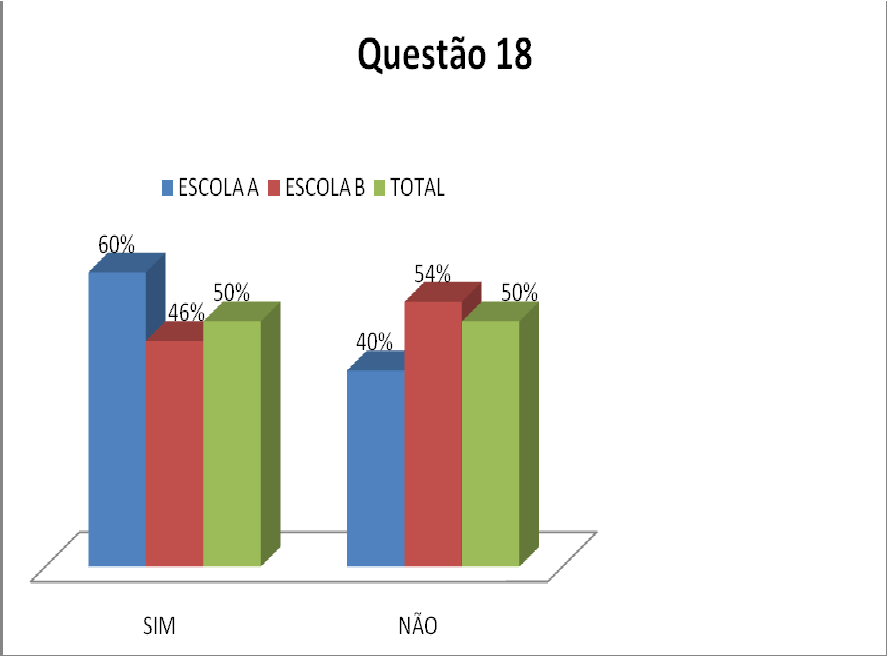 Questão 18
ESCOLA A ESCOLA B TOTAL
60%
46%
50%
40%
54%
50%
SIM NÃO